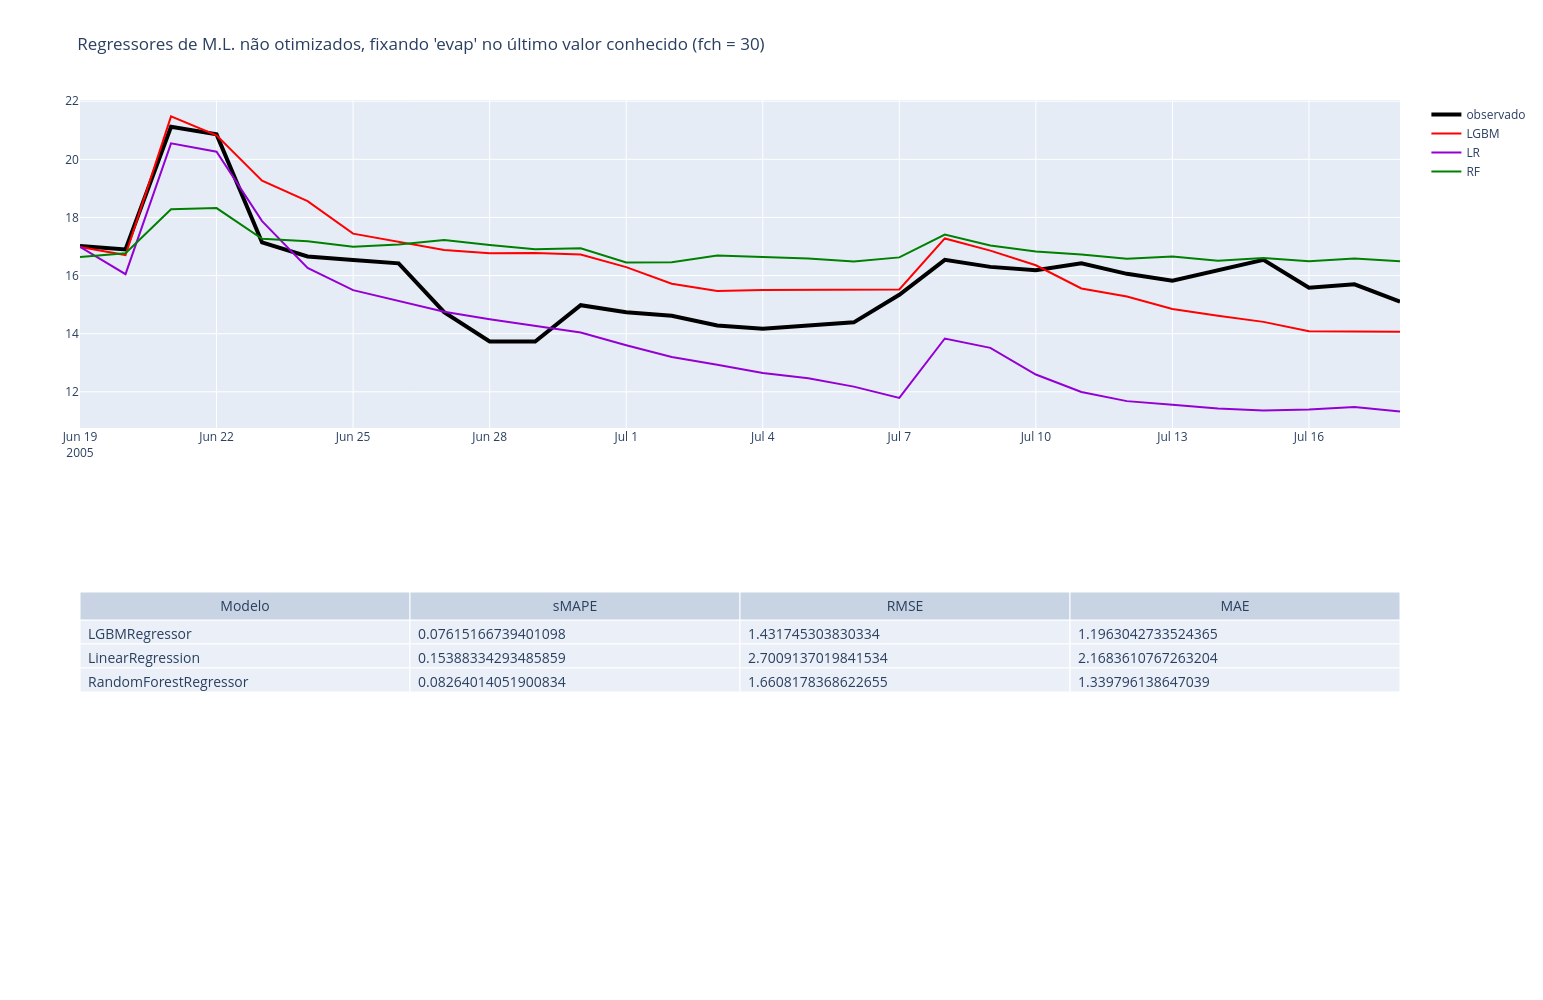 Regressores de M.L. não otimizados, fixando 'evap' no último valor conhecido (fch = 30)
22
20
18
16
14
12
Jun 19
2005
Jun 22
Jun 25
Jun 28
Jul 1
Jul 4
Jul 7
Jul 10
Jul 13
Jul 16
observado
LGBM
LR
RF
Modelo sMAPE RMSE MAE
LGBMRegressor 0.07615166739401098 1.431745303830334 1.1963042733524365
LinearRegression 0.15388334293485859 2.7009137019841534 2.1683610767263204
RandomForestRegressor 0.08264014051900834 1.6608178368622655 1.339796138647039